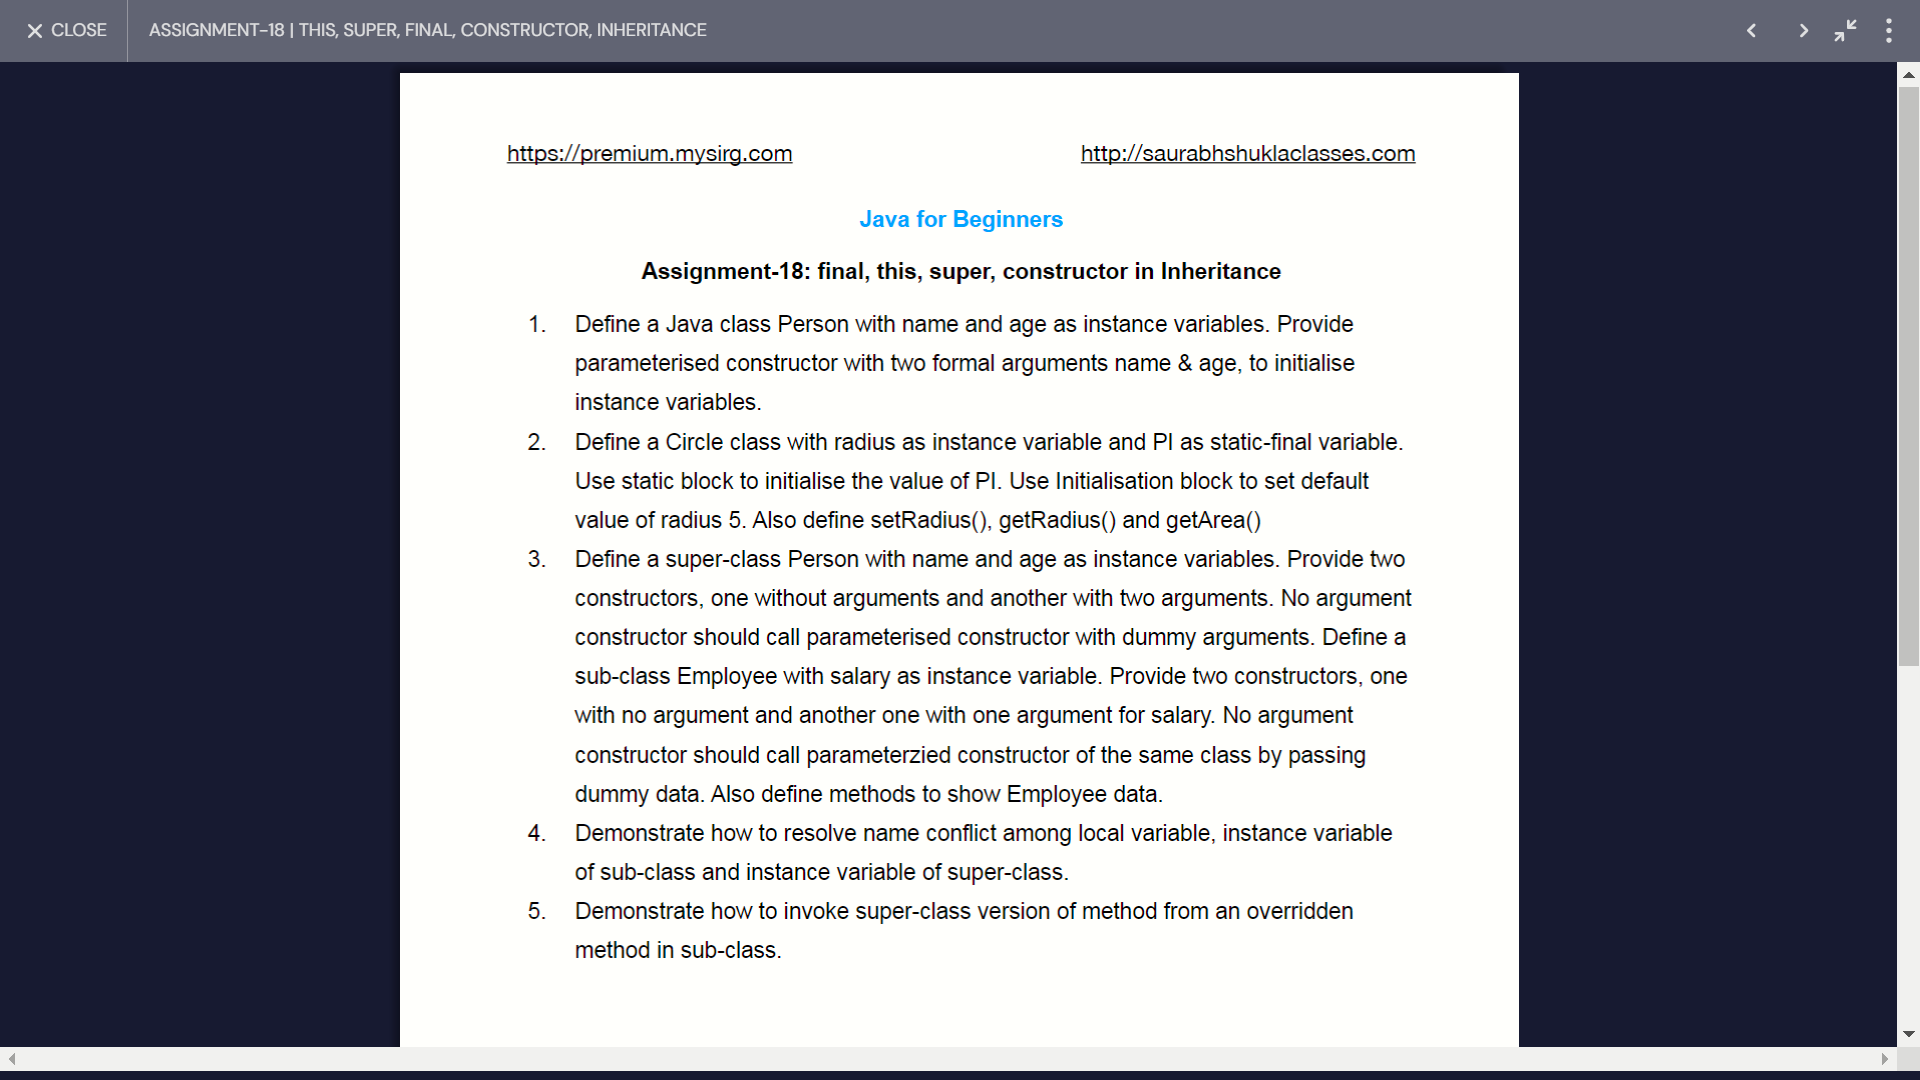 CLOSE
ASSIGNMENT-18 | THIS, SUPER, FINAL, CONSTRUCTOR, INHERITANCE
https://premium.mysirg.com
http://saurabhshuklaclasses.com
Java for Beginners
Assignment-18: final, this, super, constructor in Inheritance
1. Define a Java class Person with name and age as instance variables. Provide
parameterised constructor with two formal arguments name & age, to initialise
instance variables.
2. Define a Circle class with radius as instance variable and PI as static-final variable.
Use static block to initialise the value of PI. Use Initialisation block to set default
value of radius 5. Also define setRadius(), getRadius() and getArea()
3. Define a super-class Person with name and age as instance variables. Provide two
constructors, one without arguments and another with two arguments. No argument
constructor should call parameterised constructor with dummy arguments. Define a
sub-class Employee with salary as instance variable. Provide two constructors, one
with no argument and another one with one argument for salary. No argument
constructor should call parameterzied constructor of the same class by passing
dummy data. Also define methods to show Employee data.
4. Demonstrate how to resolve name conflict among local variable, instance variable
of sub-class and instance variable of super-class.
5. Demonstrate how to invoke super-class version of method from an overridden
method in sub-class.